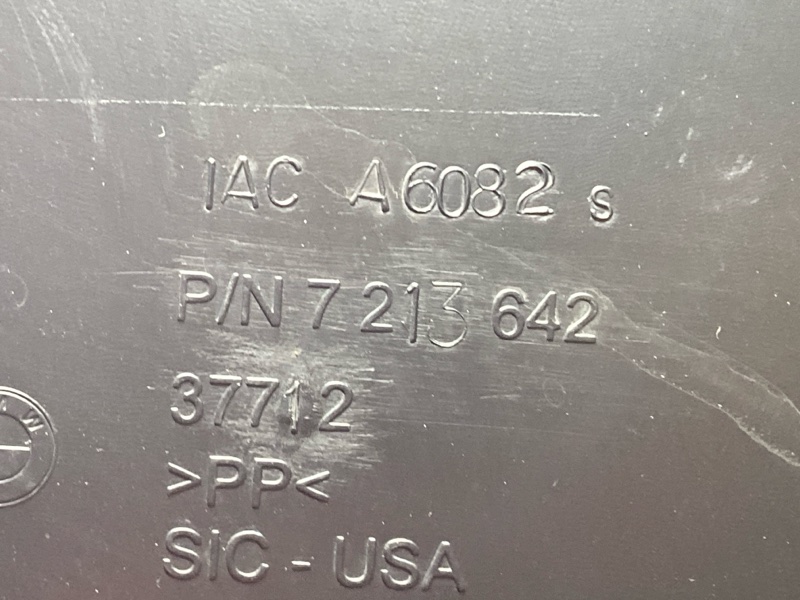 IAC A6082 s
P/N 7 213 642
37712
>PP<
SIC - USA